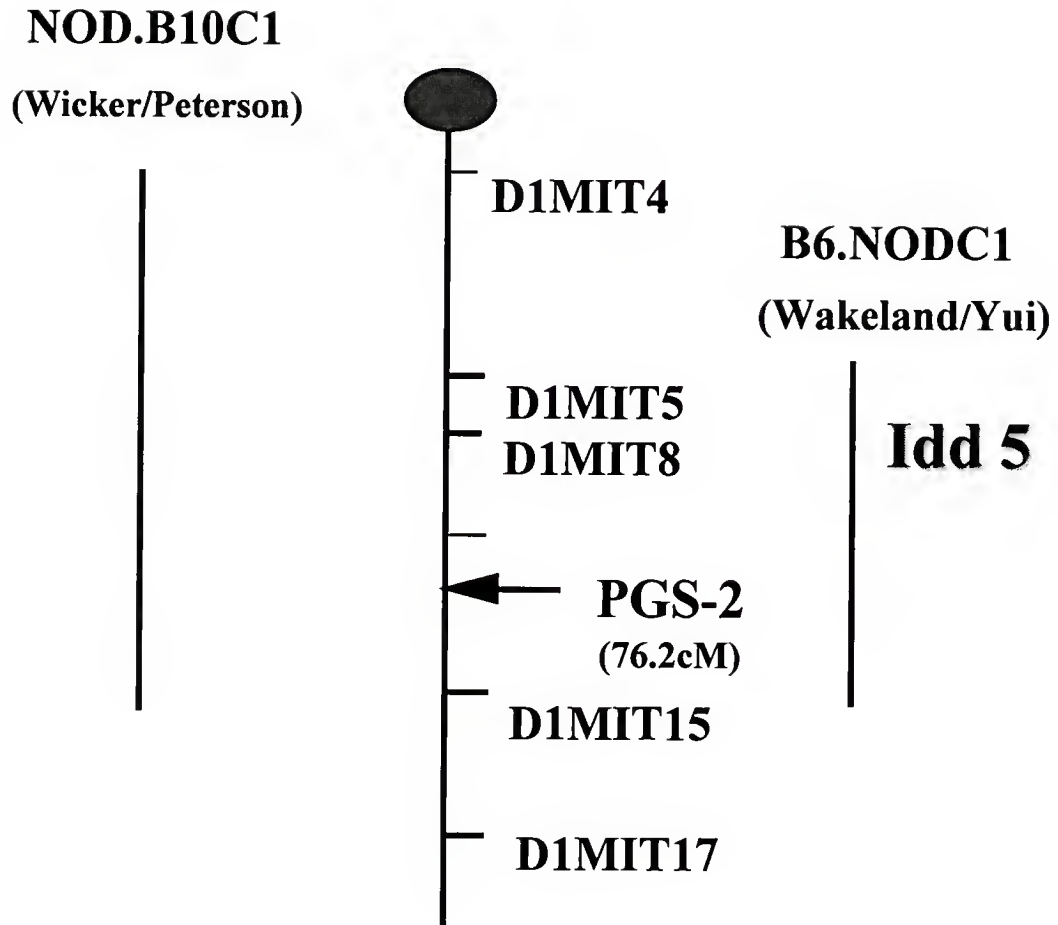 NOD.B10C1
(Wicker/Peterson)
D1MIT4
B6.NODC1
(Wakeland/Yui)
D1MIT5
Idd 5
D1MIT8
PGS-2
(76.2cM)
D1MIT15
D1MIT17